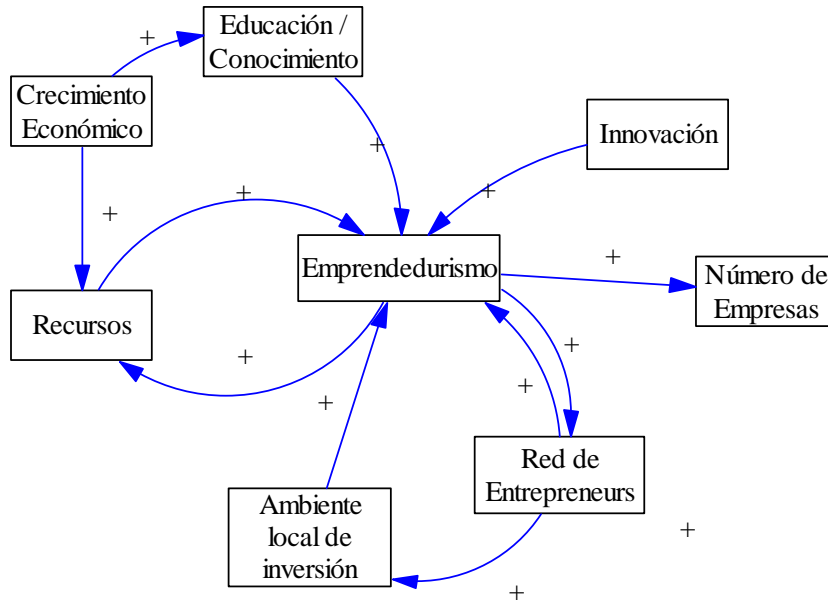 +
Educación /
Conocimiento
Crecimiento
Económico
Innovación
+
+
+
+
+
Emprendedurismo
Número de
Empresas
Recursos
+
+
+
+
Red de
Entrepreneurs
Ambiente
local de
inversión
+
+